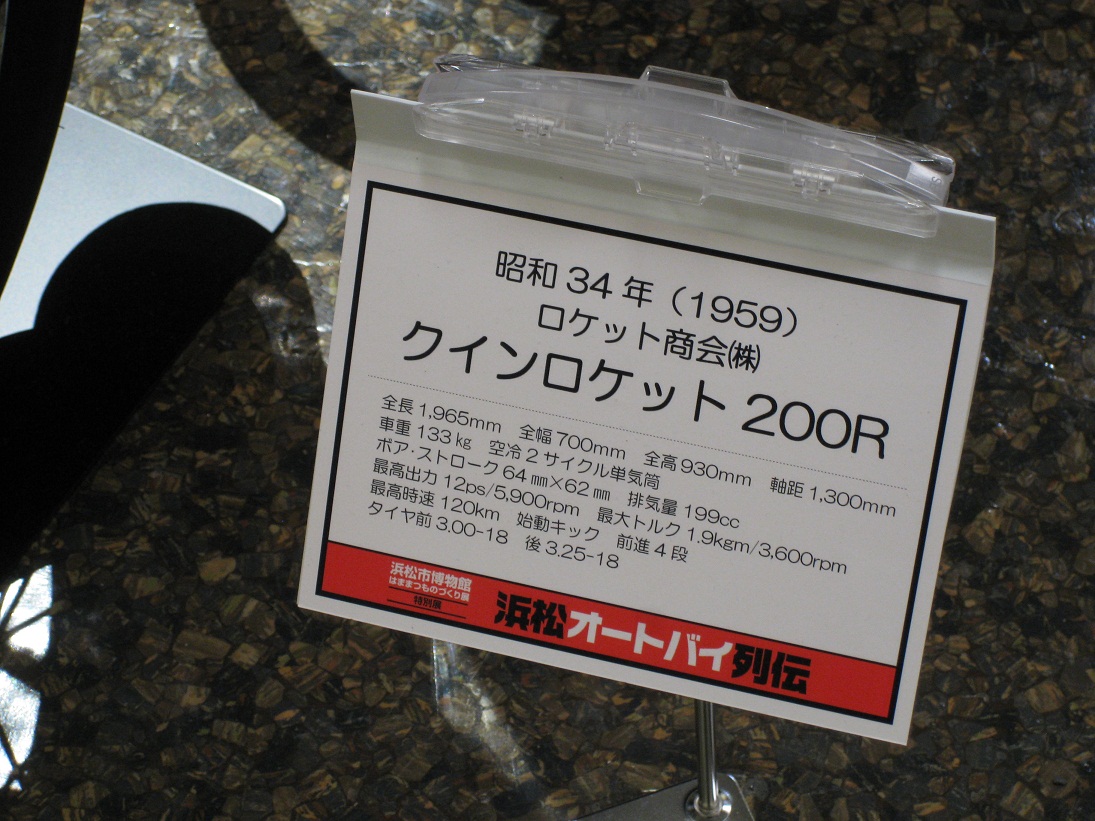 昭和 34 年（1959）
ロケット商会㈱
クインロケット 200R
全長 1,965mm　全幅 700mm　全高 930mm　軸距 1,300mm
車重 133㎏　空冷２サイクル単気筒
ボア・ストローク 64㎜×62㎜　排気量 199cc
最高出力 12ps/5,900rpm　最大トルク 1.9kgm/3,600rpm
最高時速 120km　始動キック　前進４段
タイヤ前 3.00-18　後 3.25-18
浜松市博物館
はままつものづくり展
特別展
浜松オートバイ列伝